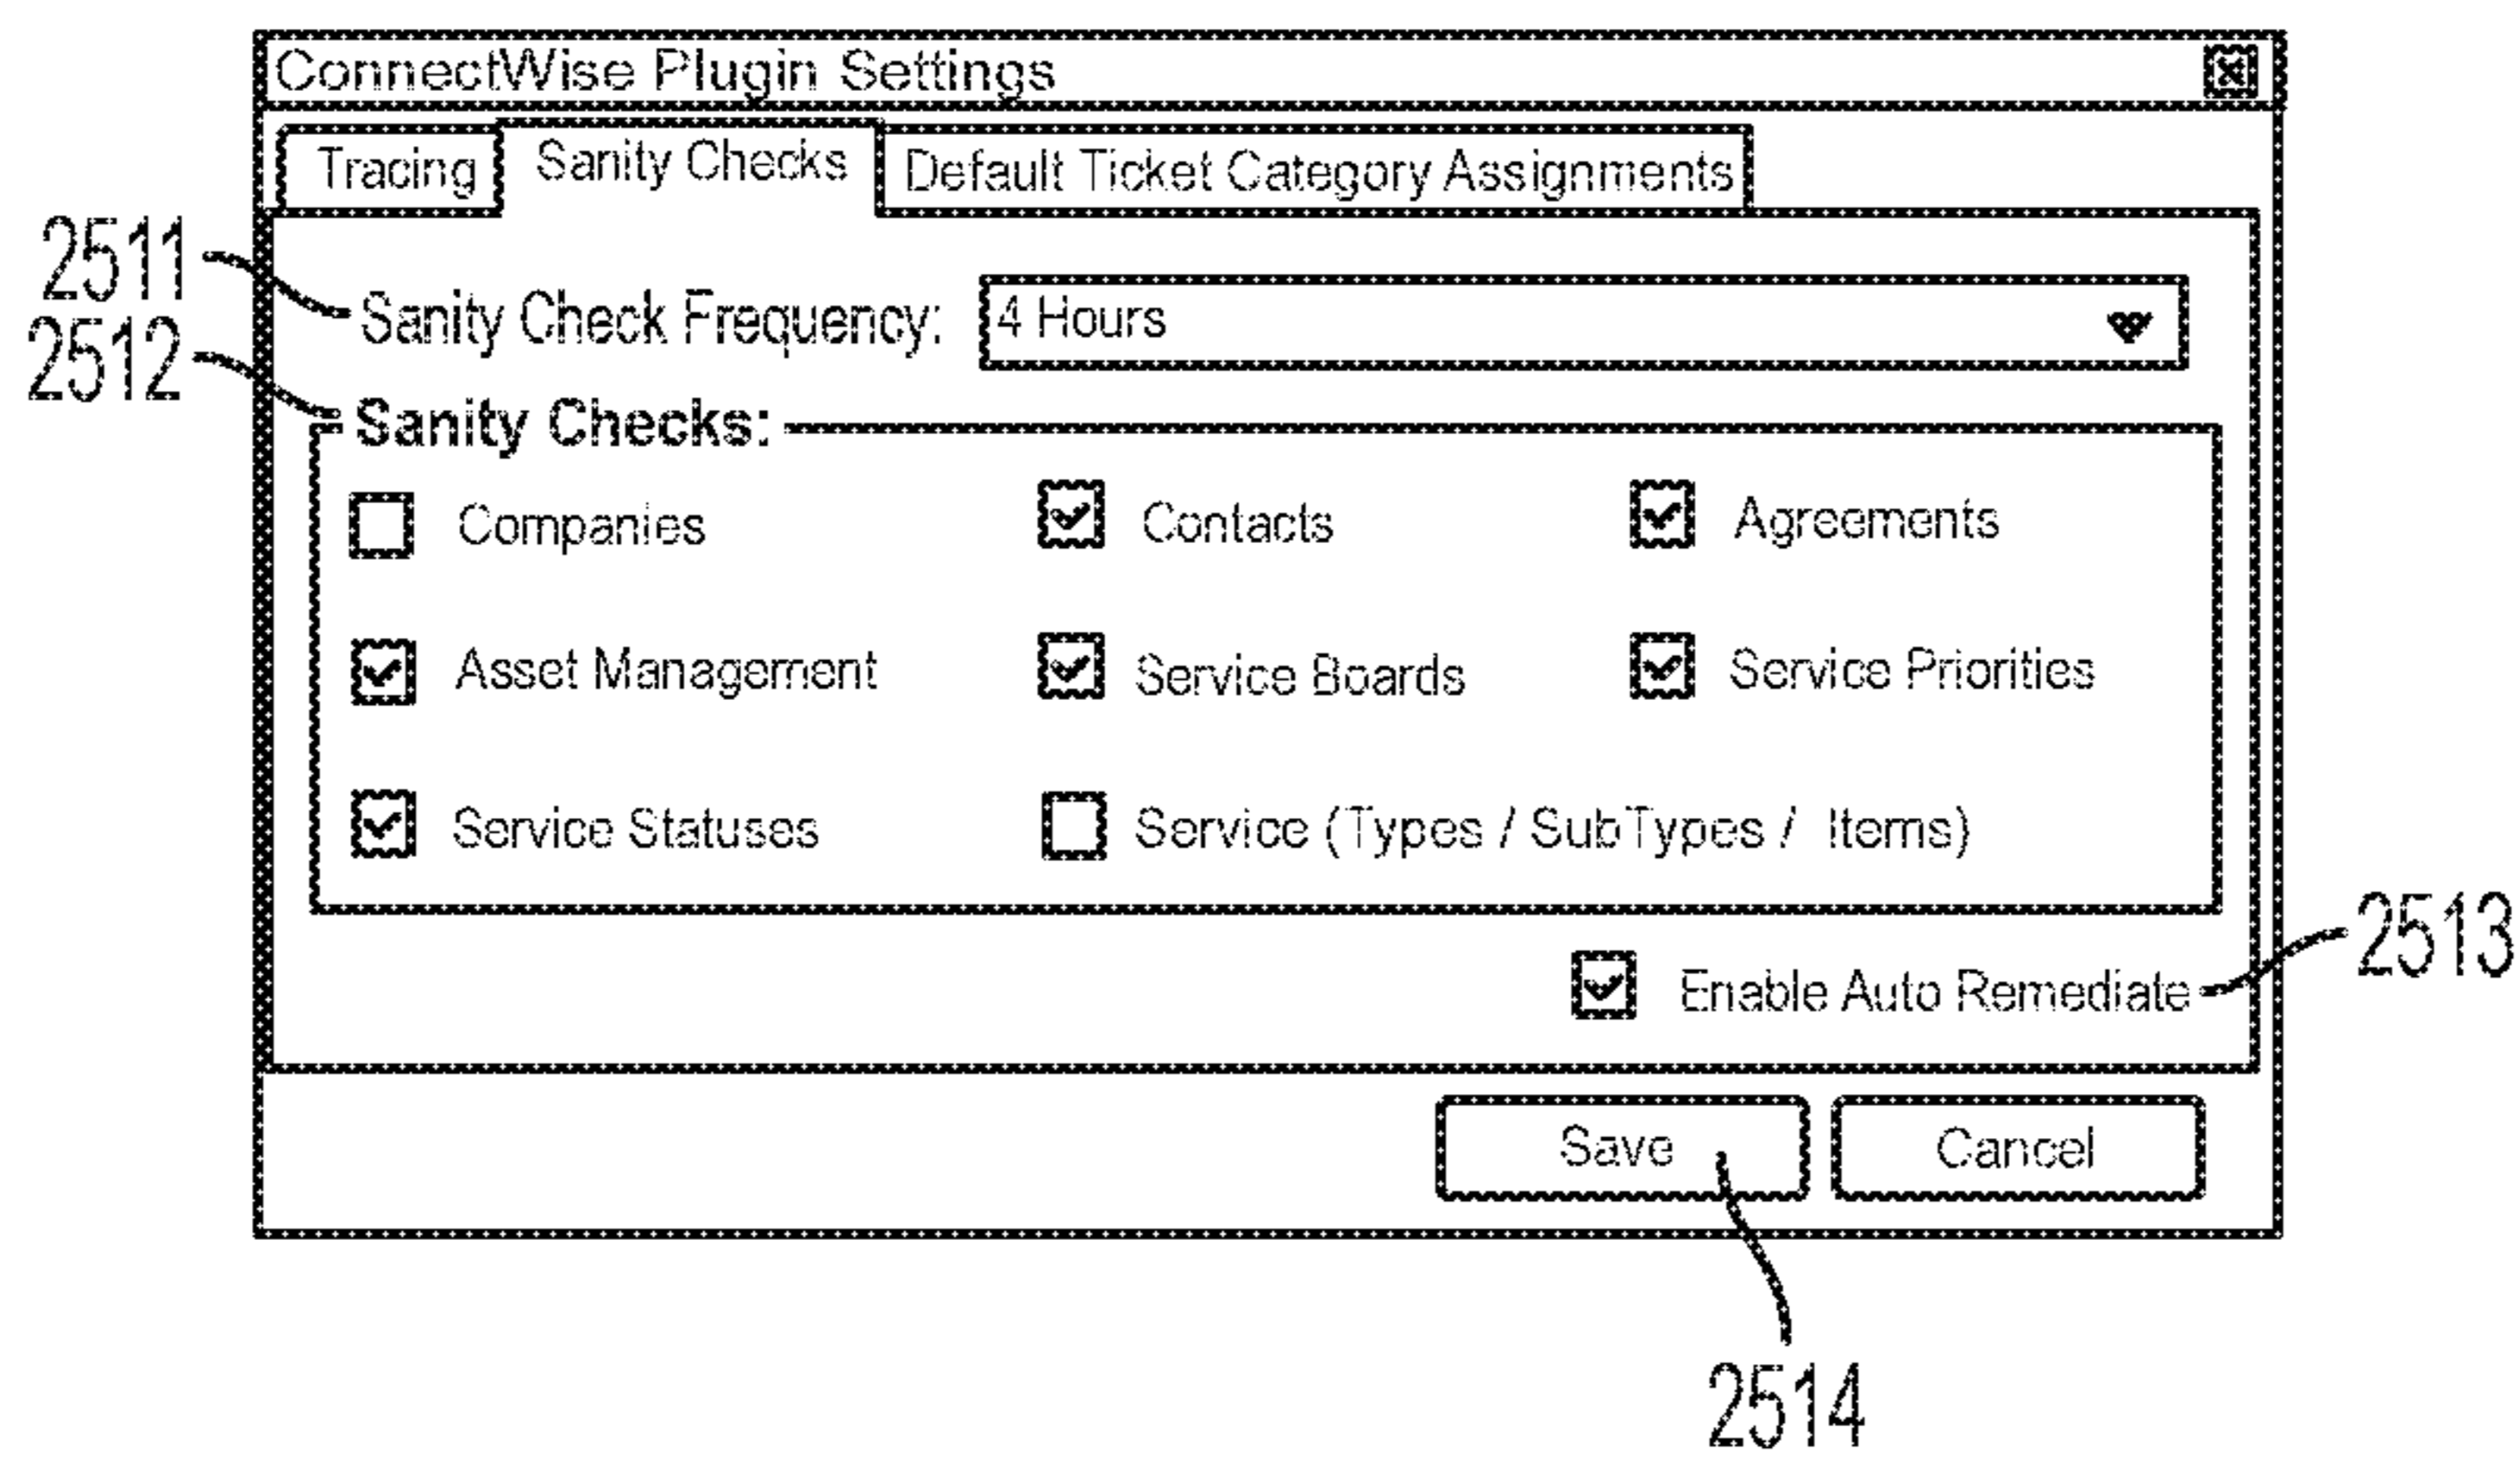 ConnectWise Plugin Settings
Tracing Sanity Checks Default Ticket Category Assignments
2511
Sanity Check Frequency: 4 Hours
2512
Sanity Checks:
Companies Contacts Agreements
Asset Management Service Boards Service Priorities
Service Statuses Service (Types / SubTypes / Items)
2513
Enable Auto Remediate
Save Cancel
2514